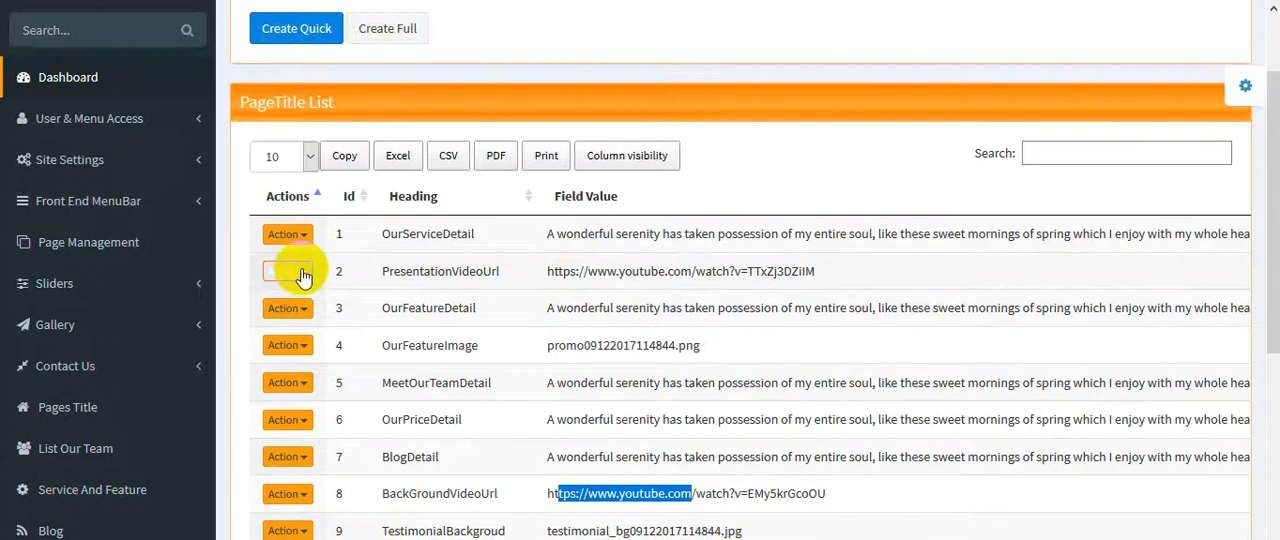 Search...
Dashboard
User & Menu Access
Site Settings
Front End MenuBar
Page Management
Sliders
Gallery
Contact Us
Pages Title
List Our Team
Service And Feature
Blog
Create Quick Create Full
PageTitle List
10 Copy Excel CSV PDF Print Column visibility Search:
Actions Id Heading Field Value
Action 1 OurServiceDetail A wonderful serenity has taken possession of my entire soul, like these sweet mornings of spring which I enjoy with my whole hea
2 PresentationVideoUrl https://www.youtube.com/watch?v=TTxZj3DZiIM
Action 3 OurFeatureDetail A wonderful serenity has taken possession of my entire soul, like these sweet mornings of spring which I enjoy with my whole hea
Action 4 OurFeatureImage promo09122017114844.png
Action 5 MeetOurTeamDetail A wonderful serenity has taken possession of my entire soul, like these sweet mornings of spring which I enjoy with my whole hea
Action 6 OurPriceDetail A wonderful serenity has taken possession of my entire soul, like these sweet mornings of spring which I enjoy with my whole hea
Action 7 BlogDetail A wonderful serenity has taken possession of my entire soul, like these sweet mornings of spring which I enjoy with my whole hea
Action 8 BackGroundVideoUrl https://www.youtube.com/watch?v=EMy5krGcoOU
Action 9 TestimonialBackgroud testimonial_bg09122017114844.jpg